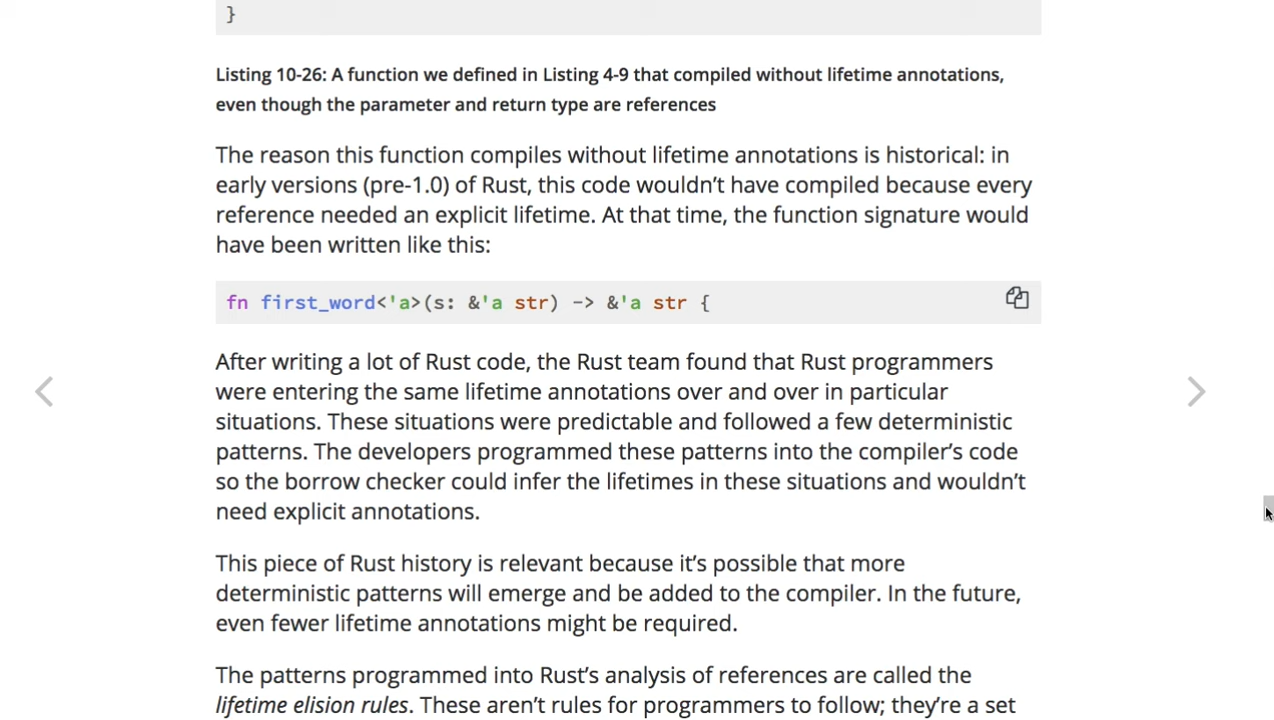 }
Listing 10-26: A function we defined in Listing 4-9 that compiled without lifetime annotations,
even though the parameter and return type are references
The reason this function compiles without lifetime annotations is historical: in
early versions (pre-1.0) of Rust, this code wouldn’t have compiled because every
reference needed an explicit lifetime. At that time, the function signature would
have been written like this:
fn first_word<'a>(s: &'a str) -> &'a str {
After writing a lot of Rust code, the Rust team found that Rust programmers
were entering the same lifetime annotations over and over in particular
situations. These situations were predictable and followed a few deterministic
patterns. The developers programmed these patterns into the compiler’s code
so the borrow checker could infer the lifetimes in these situations and wouldn’t
need explicit annotations.
This piece of Rust history is relevant because it’s possible that more
deterministic patterns will emerge and be added to the compiler. In the future,
even fewer lifetime annotations might be required.
The patterns programmed into Rust’s analysis of references are called the
lifetime elision rules. These aren’t rules for programmers to follow; they’re a set